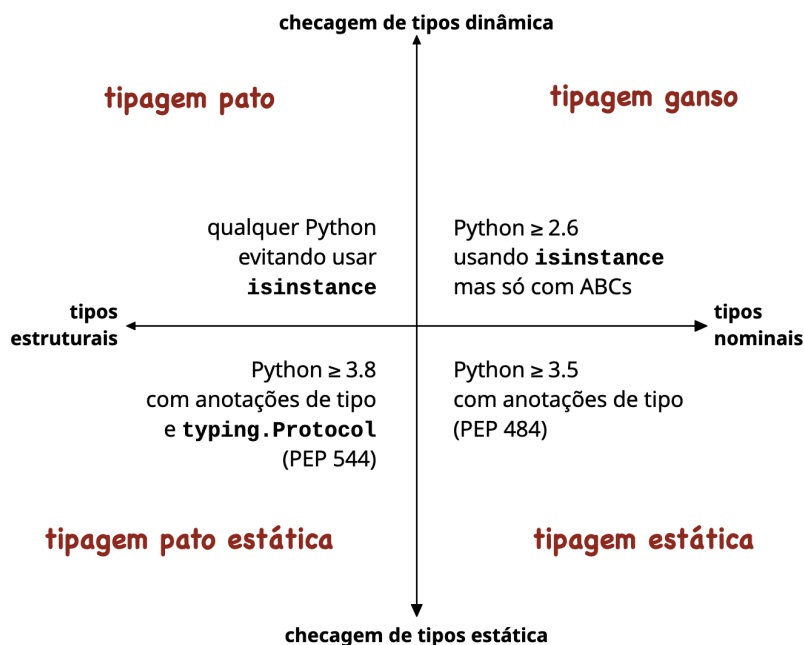 checagem de tipos dinâmica
tipagem pato
tipagem ganso
qualquer Python
evitando usar
isinstance
Python ≥ 2.6
usando isinstance
mas só com ABCs
tipos
estruturais
tipos
nominais
Python ≥ 3.8
com anotações de tipo
e typing.Protocol
(PEP 544)
Python ≥ 3.5
com anotações de tipo
(PEP 484)
tipagem pato estática
tipagem estática
checagem de tipos estática